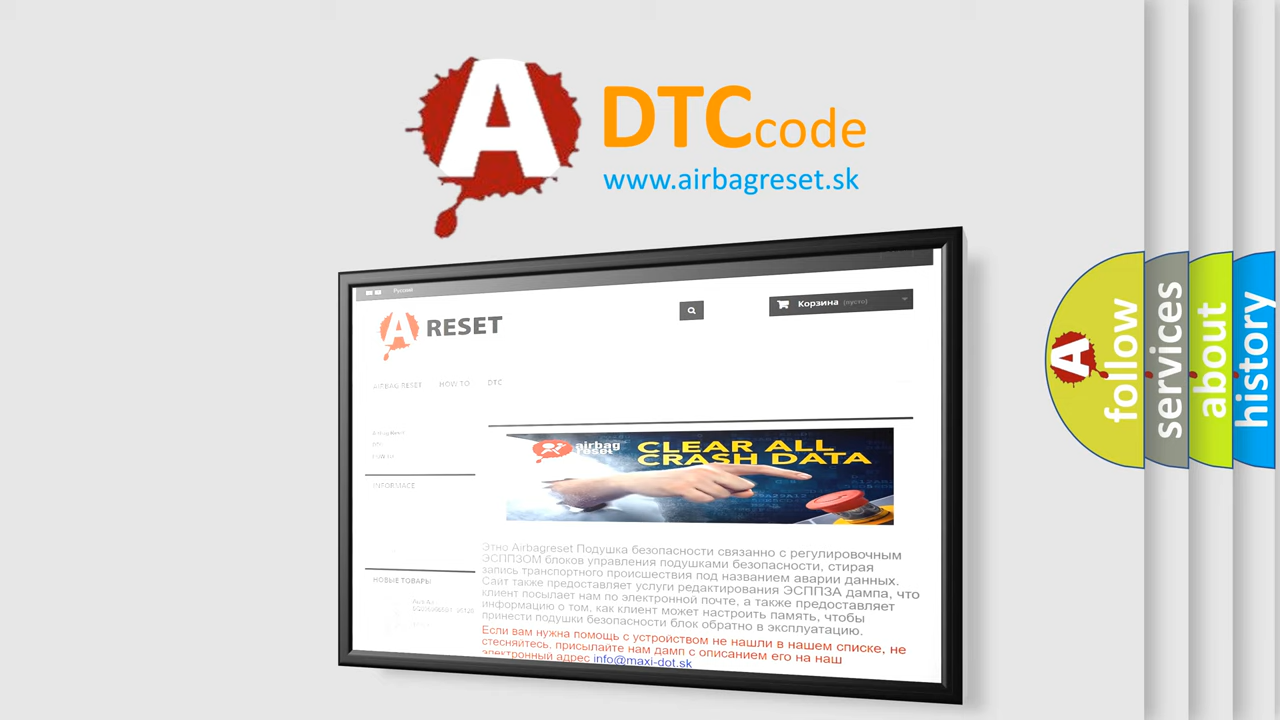 A
DTC code
www.airbagreset.sk
Русский
A RESET
Корзина (пусто)
AIRBAG RESET HOW TO DTC
INFORMACE
airbag
reset
CLEAR ALL
CRASH DATA
Этно Airbagreset Подушка безопасности связанно с регулировочным
ЭСППЗОМ блоков управления подушками безопасности, стирая
запись транспортного происшествия под названием аварии данных.
Сайт также предоставляет услуги редактирования ЭСППЗА дампа, что
клиент посылает нам по электронной почте, а также предоставляет
информацию о том, как клиент может настроить память, чтобы
принести подушки безопасности блок обратно в эксплуатацию.
Если вам нужна помощь с устройством не нашли в нашем списке, не
стесняйтесь, присылайте нам дамп с описанием его на наш
электронный адрес info@maxi-dot.sk
НОВЫЕ ТОВАРЫ
A
follow
services
about
history